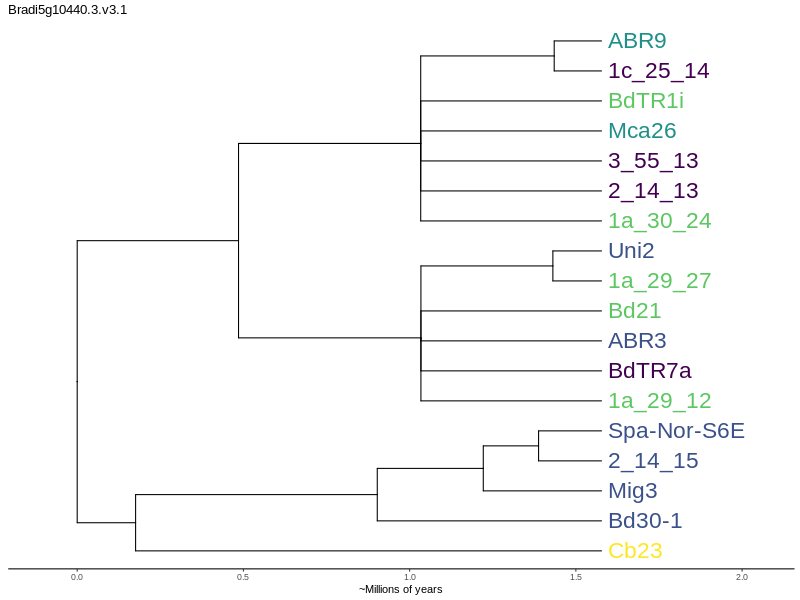 Bradi5g10440.3.v3.1
ABR9
1c_25_14
BdTR1i
Mca26
3_55_13
2_14_13
1a_30_24
Uni2
1a_29_27
Bd21
ABR3
BdTR7a
1a_29_12
Spa-Nor-S6E
2_14_15
Mig3
Bd30-1
Cb23
0.0 0.5 1.0 1.5 2.0
~Millions of years